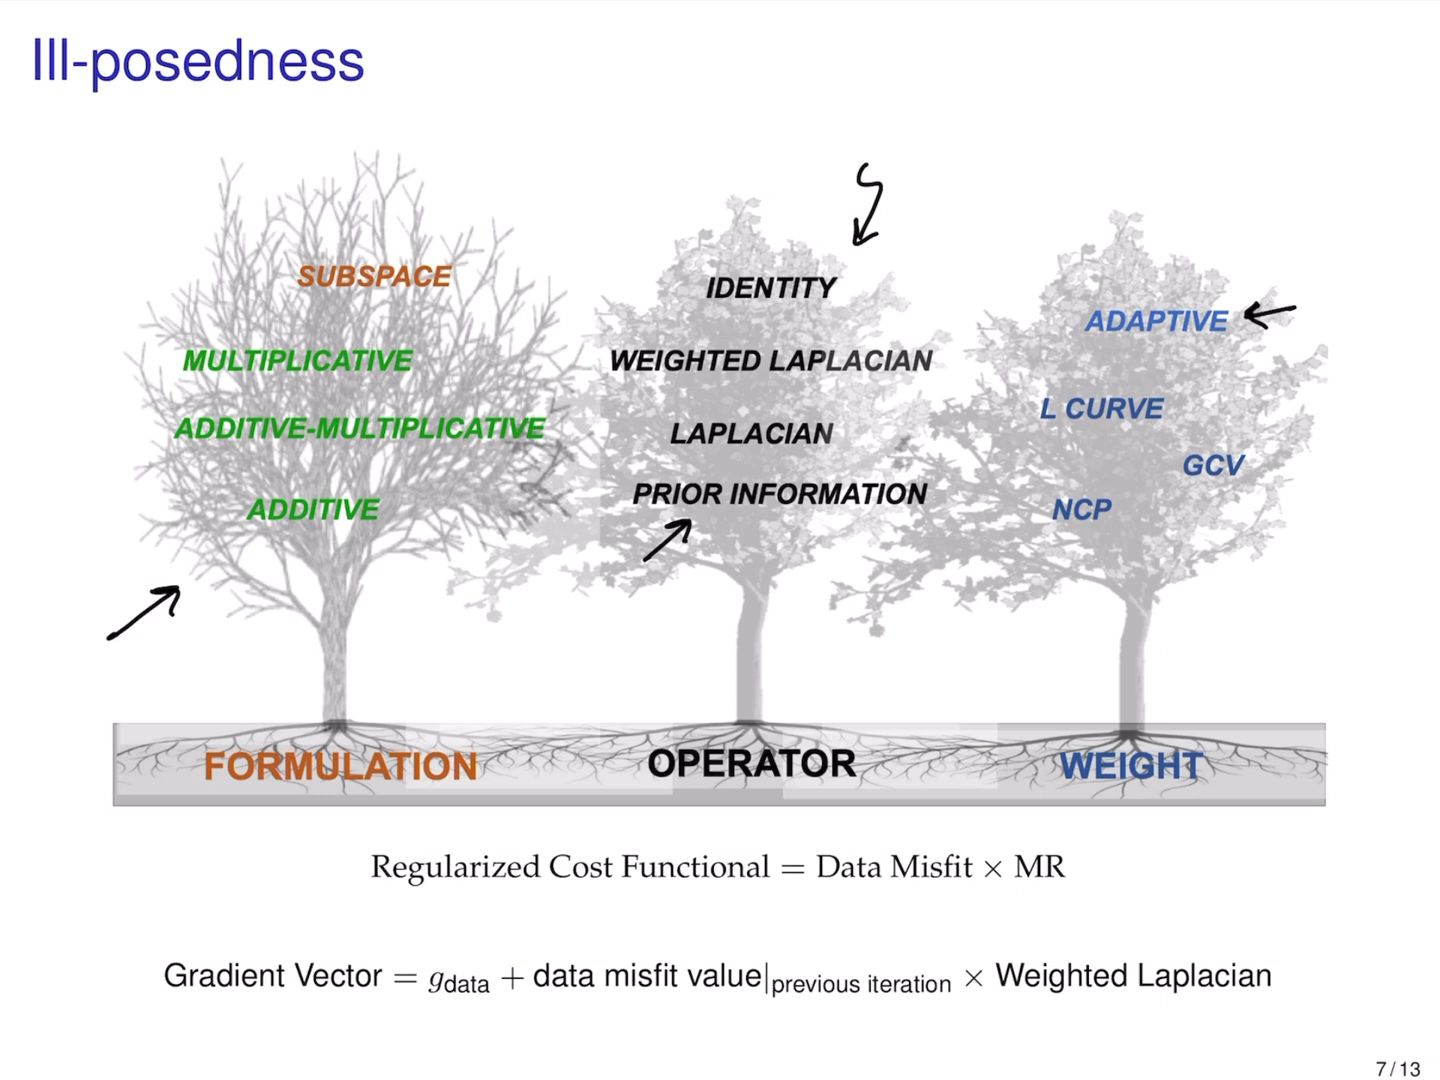 Ill-posedness
SUBSPACE
MULTIPLICATIVE
ADDITIVE-MULTIPLICATIVE
ADDITIVE
IDENTITY
WEIGHTED LAPLACIAN
LAPLACIAN
PRIOR INFORMATION
ADAPTIVE
L CURVE
GCV
NCP
FORMULATION
OPERATOR
WEIGHT
Regularized Cost Functional = Data Misfit × MR
Gradient Vector = g_data + data misfit value|_previous iteration × Weighted Laplacian
7 / 13